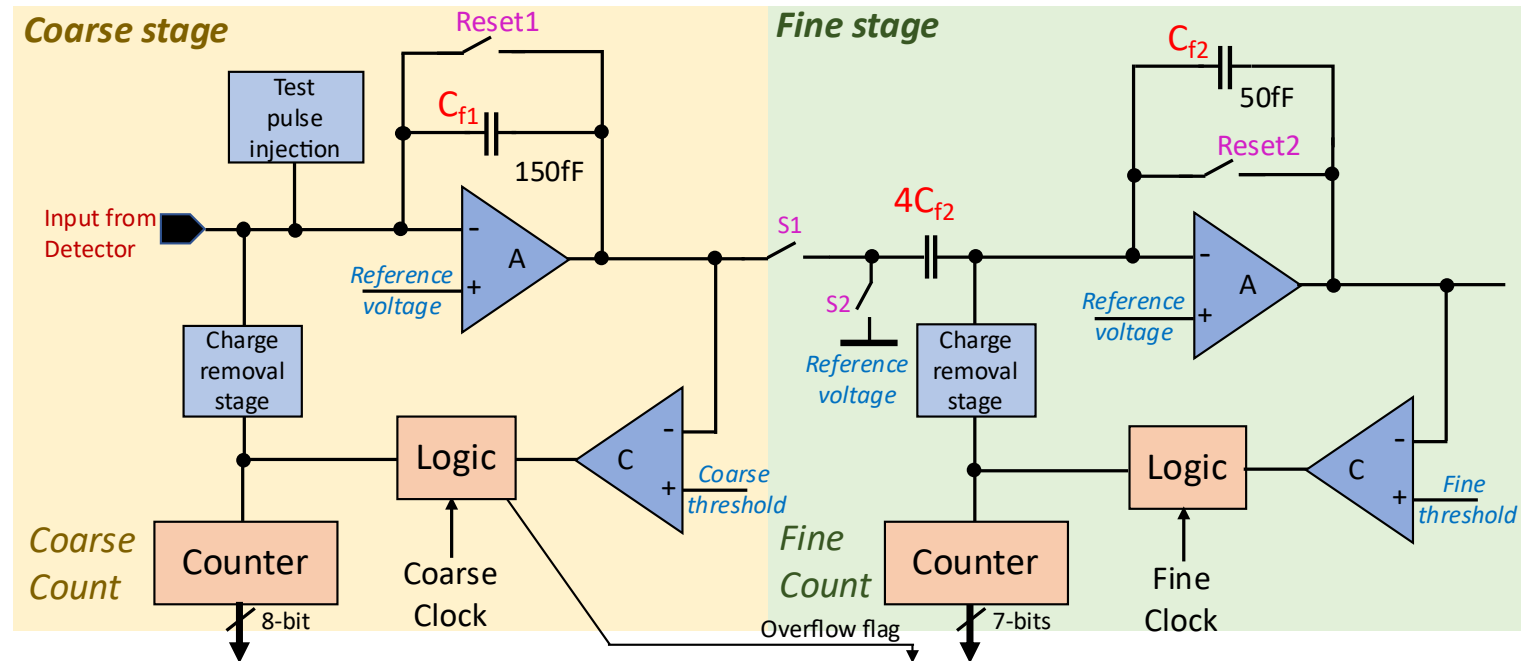 Coarse stage
Reset1
Test
pulse
injection
Cf1
150fF
Input from
Detector
-
A
+
Reference
voltage
Charge
removal
stage
Logic
-
C
+
Coarse
threshold
Coarse
Count
Counter
8-bit
Coarse
Clock
Overflow flag
Fine stage
Cf2
50fF
Reset2
4Cf2
S1
S2
Reference
voltage
-
A
+
Reference
voltage
Charge
removal
stage
Logic
-
C
+
Fine
threshold
Fine
Count
Counter
7-bits
Fine
Clock